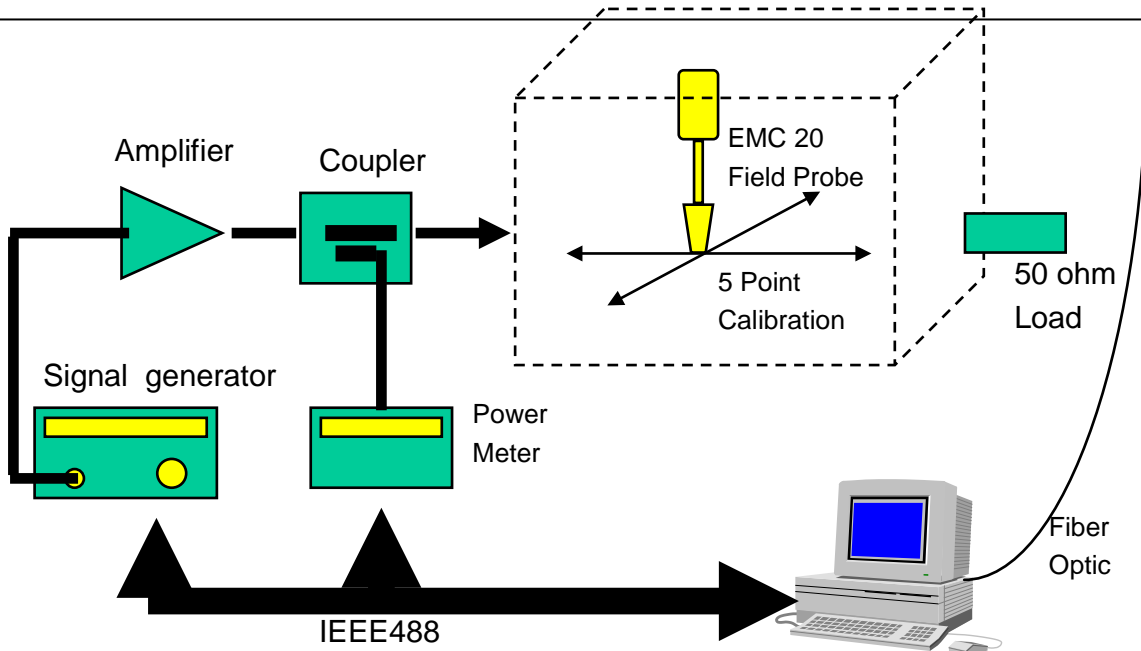 Amplifier
Coupler
EMC 20
Field Probe
5 Point
Calibration
50 ohm
Load
Signal generator
Power
Meter
Fiber
Optic
IEEE488